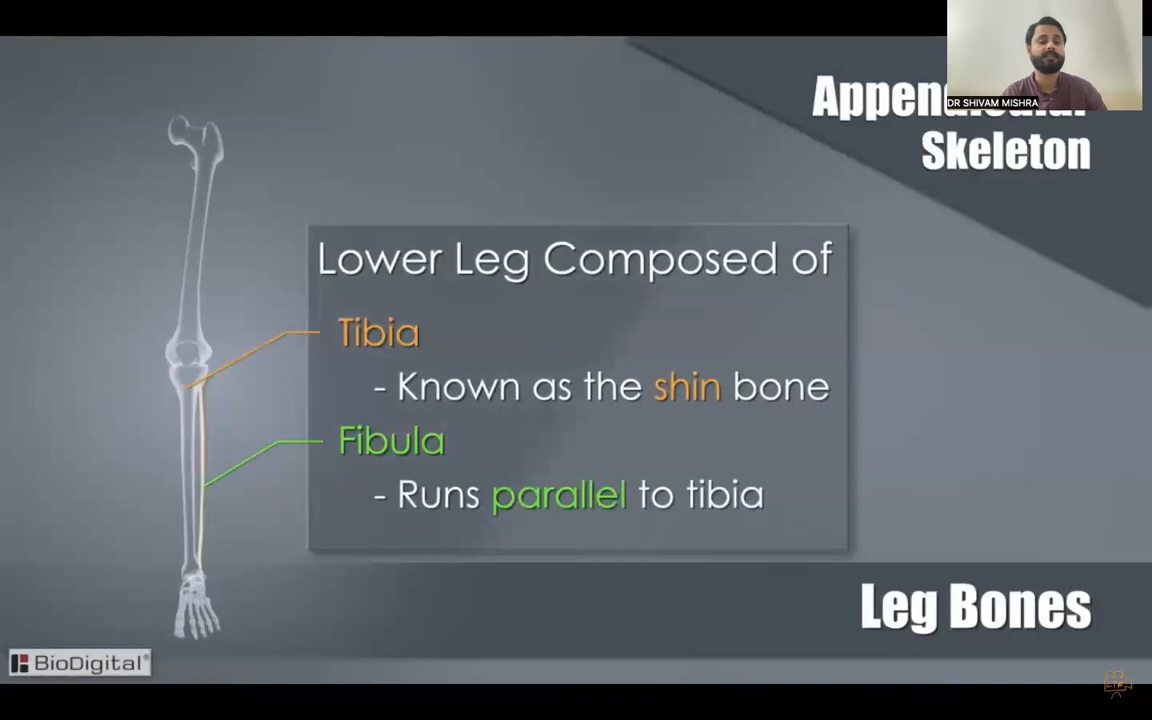 DR SHIVAM MISHRA
Skeleton
Lower Leg Composed of
Tibia
- Known as the shin bone
Fibula
- Runs parallel to tibia
Leg Bones
BioDigital®